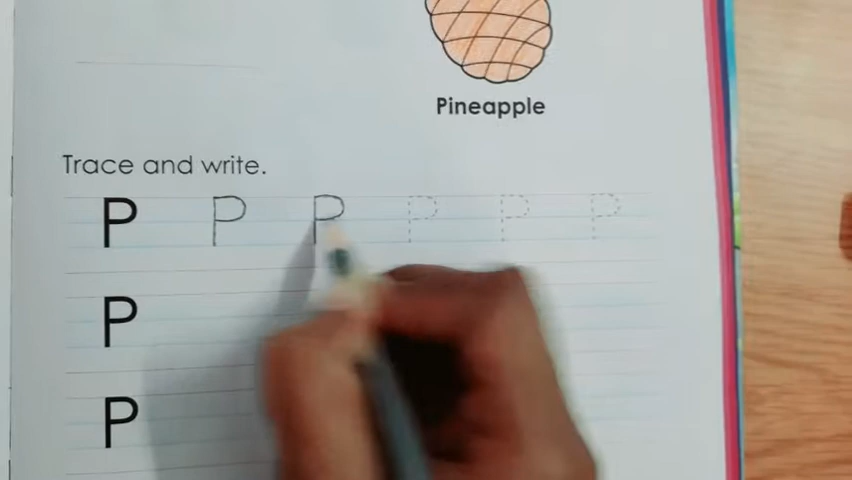 Pineapple
Trace and write.
P P P P P P
P
P